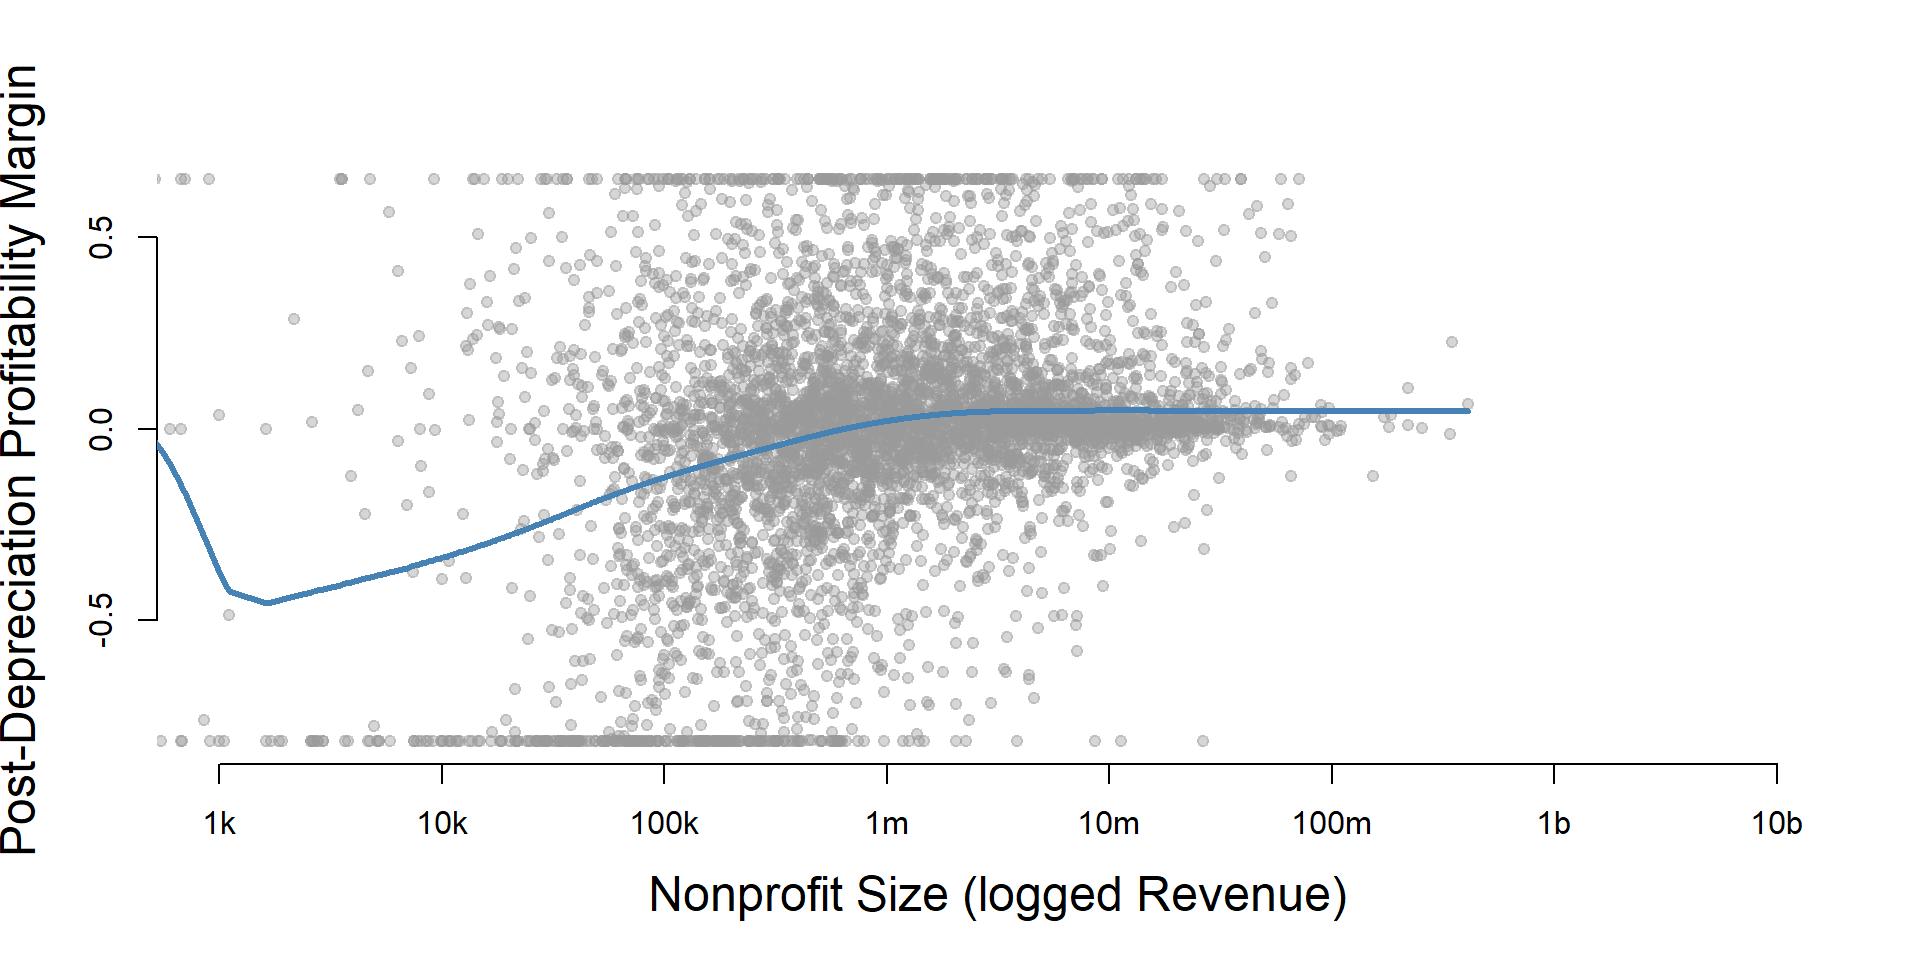 Post-Depreciation Profitability Margin
0.5
0.0
-0.5
1k 10k 100k 1m 10m 100m 1b 10b
Nonprofit Size (logged Revenue)